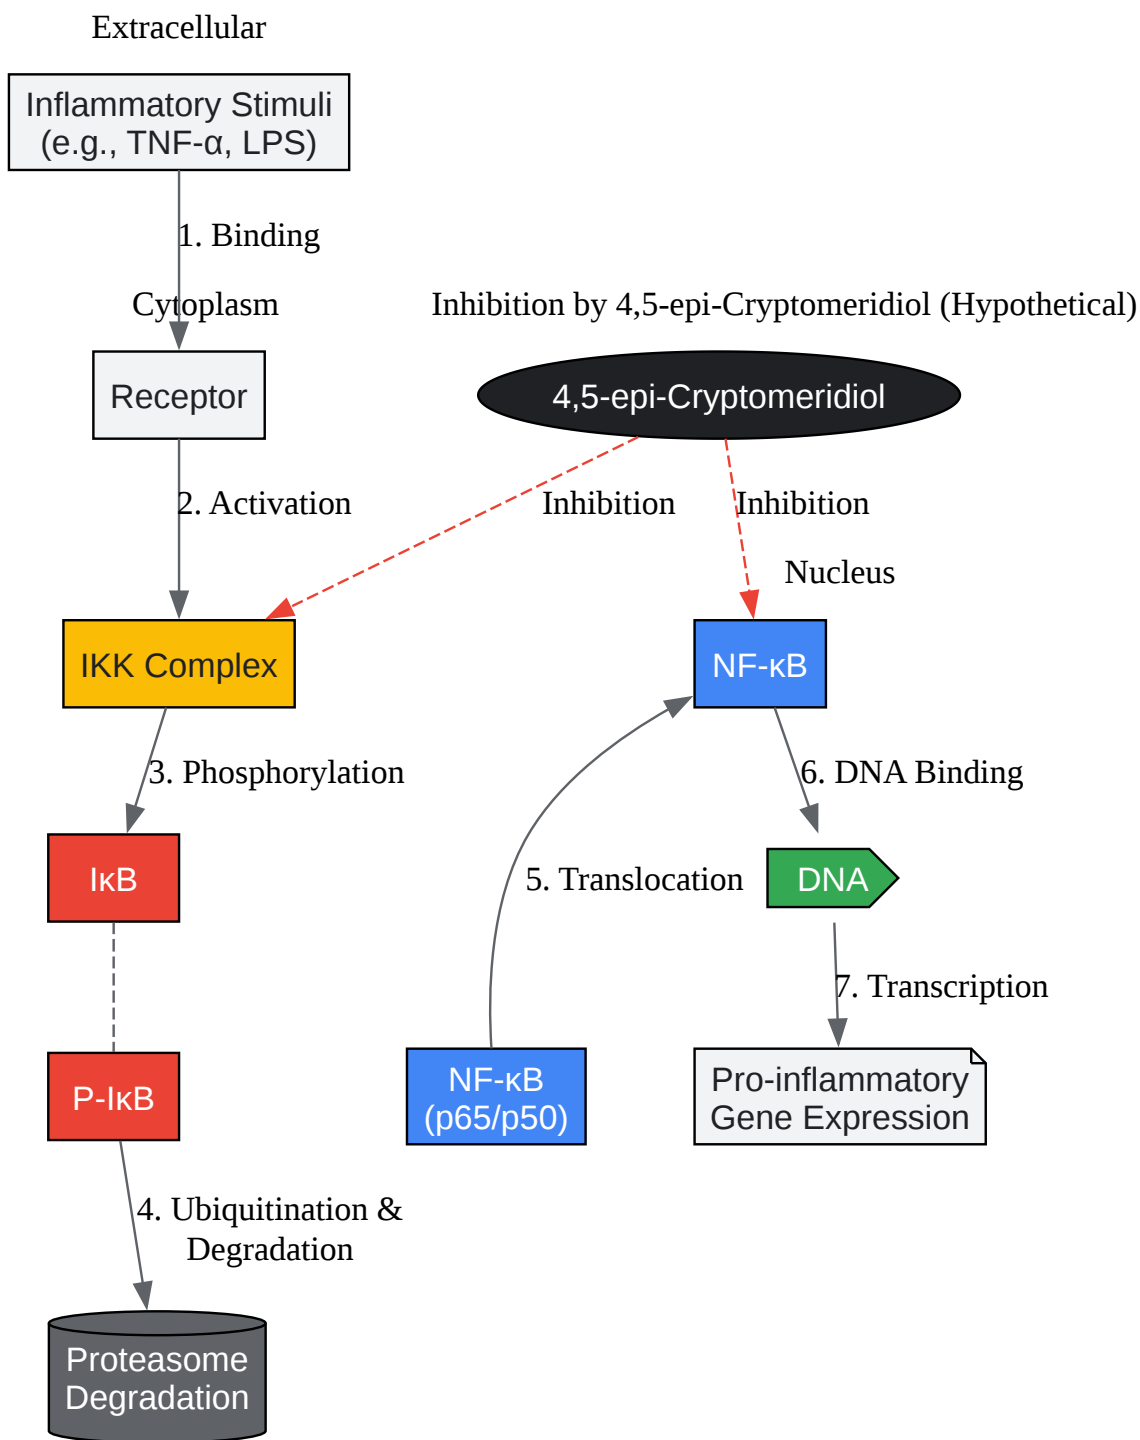 Extracellular
Inflammatory Stimuli
(e.g., TNF-α, LPS)
1. Binding
Cytoplasm
Inhibition by 4,5-epi-Cryptomeridiol (Hypothetical)
Receptor
4,5-epi-Cryptomeridiol
2. Activation
Inhibition
Inhibition
Nucleus
IKK Complex
NF-κB
3. Phosphorylation
6. DNA Binding
IκB
5. Translocation
DNA
7. Transcription
P-IκB
NF-κB
(p65/p50)
Pro-inflammatory
Gene Expression
4. Ubiquitination &
Degradation
Proteasome
Degradation